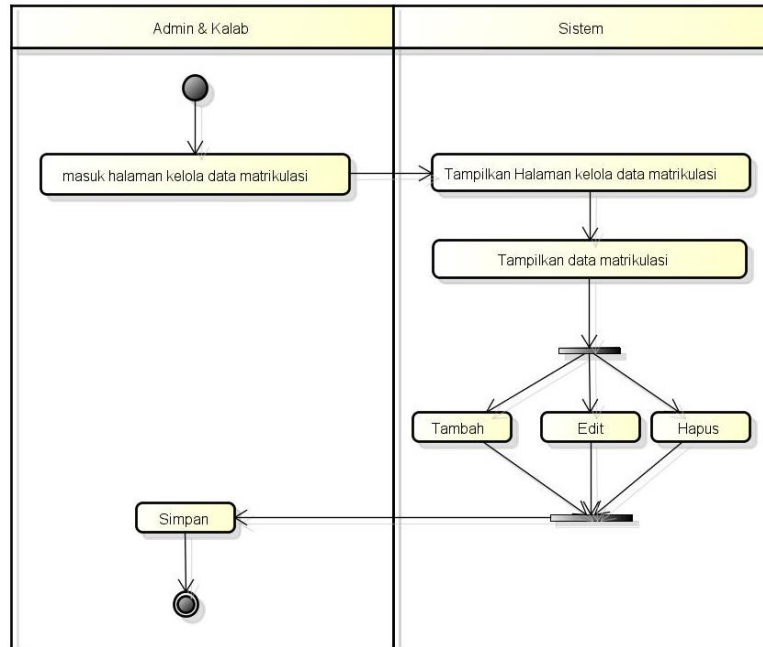 Admin & Kalab
Sistem
masuk halaman kelola data matrikulasi
Tampilkan Halaman kelola data matrikulasi
Tampilkan data matrikulasi
Tambah
Edit
Hapus
Simpan